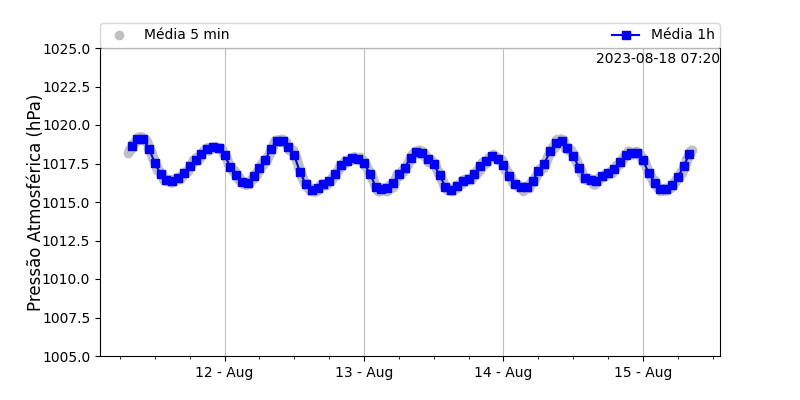 Média 5 min
Média 1h
2023-08-18 07:20
Pressão Atmosférica (hPa)
1025.0
1022.5
1020.0
1017.5
1015.0
1012.5
1010.0
1007.5
1005.0
12 - Aug
13 - Aug
14 - Aug
15 - Aug